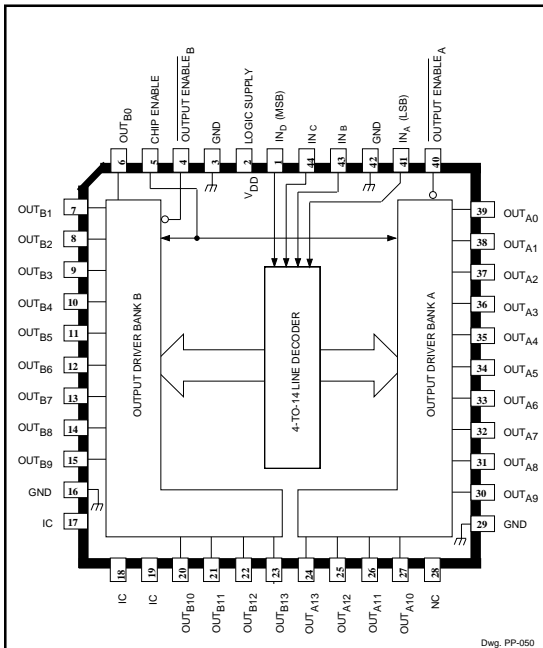 OUTB0
CHIP ENABLE
OUTPUT ENABLEB
GND
LOGIC SUPPLY
IND (MSB)
INC
INB
GND
INA (LSB)
OUTPUT ENABLEA
6
5
4
3
2
1
44
43
42
41
40
VDD
OUTB1
7
OUTB2
8
OUTB3
9
OUTB4
10
OUTB5
11
OUTB6
12
OUTB7
13
OUTB8
14
OUTB9
15
GND
16
IC
17
OUTPUT DRIVER BANK B
4-TO-14 LINE DECODER
OUTPUT DRIVER BANK A
39
OUTA0
38
OUTA1
37
OUTA2
36
OUTA3
35
OUTA4
34
OUTA5
33
OUTA6
32
OUTA7
31
OUTA8
30
OUTA9
29
GND
18
19
20
21
22
23
24
25
26
27
28
IC
IC
OUTB10
OUTB11
OUTB12
OUTB13
OUTA13
OUTA12
OUTA11
OUTA10
NC
Dwg. PP-050